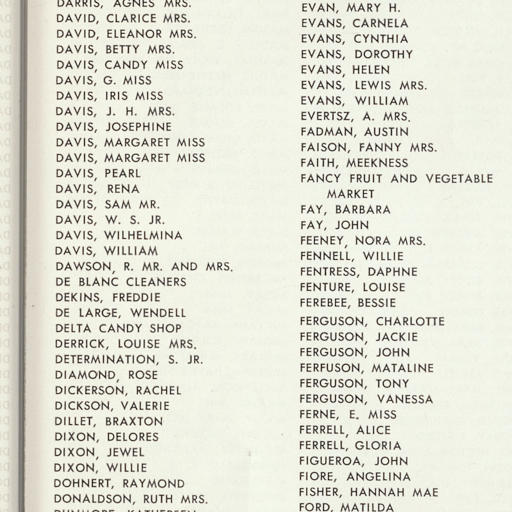 DARRIS, AGNES MRS.
DAVID, CLARICE MRS.
DAVID, ELEANOR MRS.
DAVIS, BETTY MRS.
DAVIS, CANDY MISS
DAVIS, G. MISS
DAVIS, IRIS MISS
DAVIS, J. H. MRS.
DAVIS, JOSEPHINE
DAVIS, MARGARET MISS
DAVIS, MARGARET MISS
DAVIS, PEARL
DAVIS, RENA
DAVIS, SAM MR.
DAVIS, W. S. JR.
DAVIS, WILHELMINA
DAVIS, WILLIAM
DAWSON, R. MR. AND MRS.
DE BLANC CLEANERS
DEKINS, FREDDIE
DE LARGE, WENDELL
DELTA CANDY SHOP
DERRICK, LOUISE MRS.
DETERMINATION, S. JR.
DIAMOND, ROSE
DICKERSON, RACHEL
DICKSON, VALERIE
DILLET, BRAXTON
DIXON, DELORES
DIXON, JEWEL
DIXON, WILLIE
DOHNERT, RAYMOND
DONALDSON, RUTH MRS.
EVAN, MARY H.
EVANS, CARNELA
EVANS, CYNTHIA
EVANS, DOROTHY
EVANS, HELEN
EVANS, LEWIS MRS.
EVANS, WILLIAM
EVERTSZ, A. MRS.
FADMAN, AUSTIN
FAISON, FANNY MRS.
FAITH, MEEKNESS
FANCY FRUIT AND VEGETABLE
MARKET
FAY, BARBARA
FAY, JOHN
FEENEY, NORA MRS.
FENNELL, WILLIE
FENTRESS, DAPHNE
FENTURE, LOUISE
FEREBEE, BESSIE
FERGUSON, CHARLOTTE
FERGUSON, JACKIE
FERGUSON, JOHN
FERFUSON, MATALINE
FERGUSON, TONY
FERGUSON, VANESSA
FERNE, E. MISS
FERRELL, ALICE
FERRELL, GLORIA
FIGUEROA, JOHN
FIORE, ANGELINA
FISHER, HANNAH MAE
FORD, MATILDA